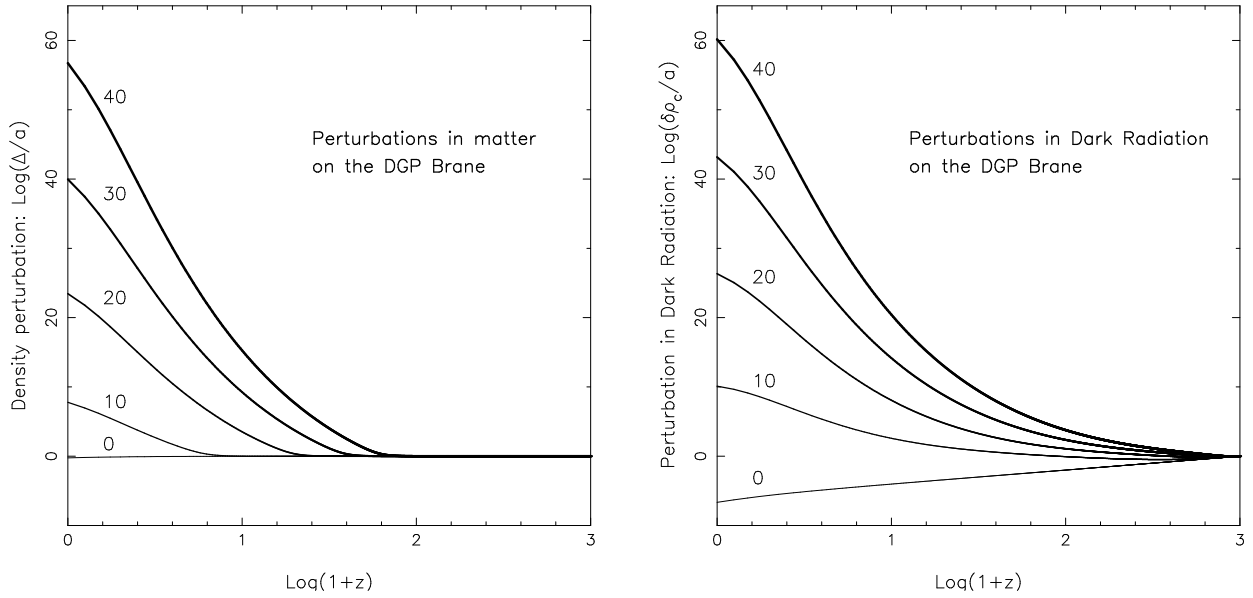 Density perturbation: Log(Δ/a)
60
40
20
0
40
30
20
10
0
Perturbations in matter
on the DGP Brane
0 1 2 3
Log(1+z)
Perturbation in Dark Radiation: Log(δρc/a)
60
40
20
0
40
30
20
10
0
Perturbations in Dark Radiation
on the DGP Brane
0 1 2 3
Log(1+z)